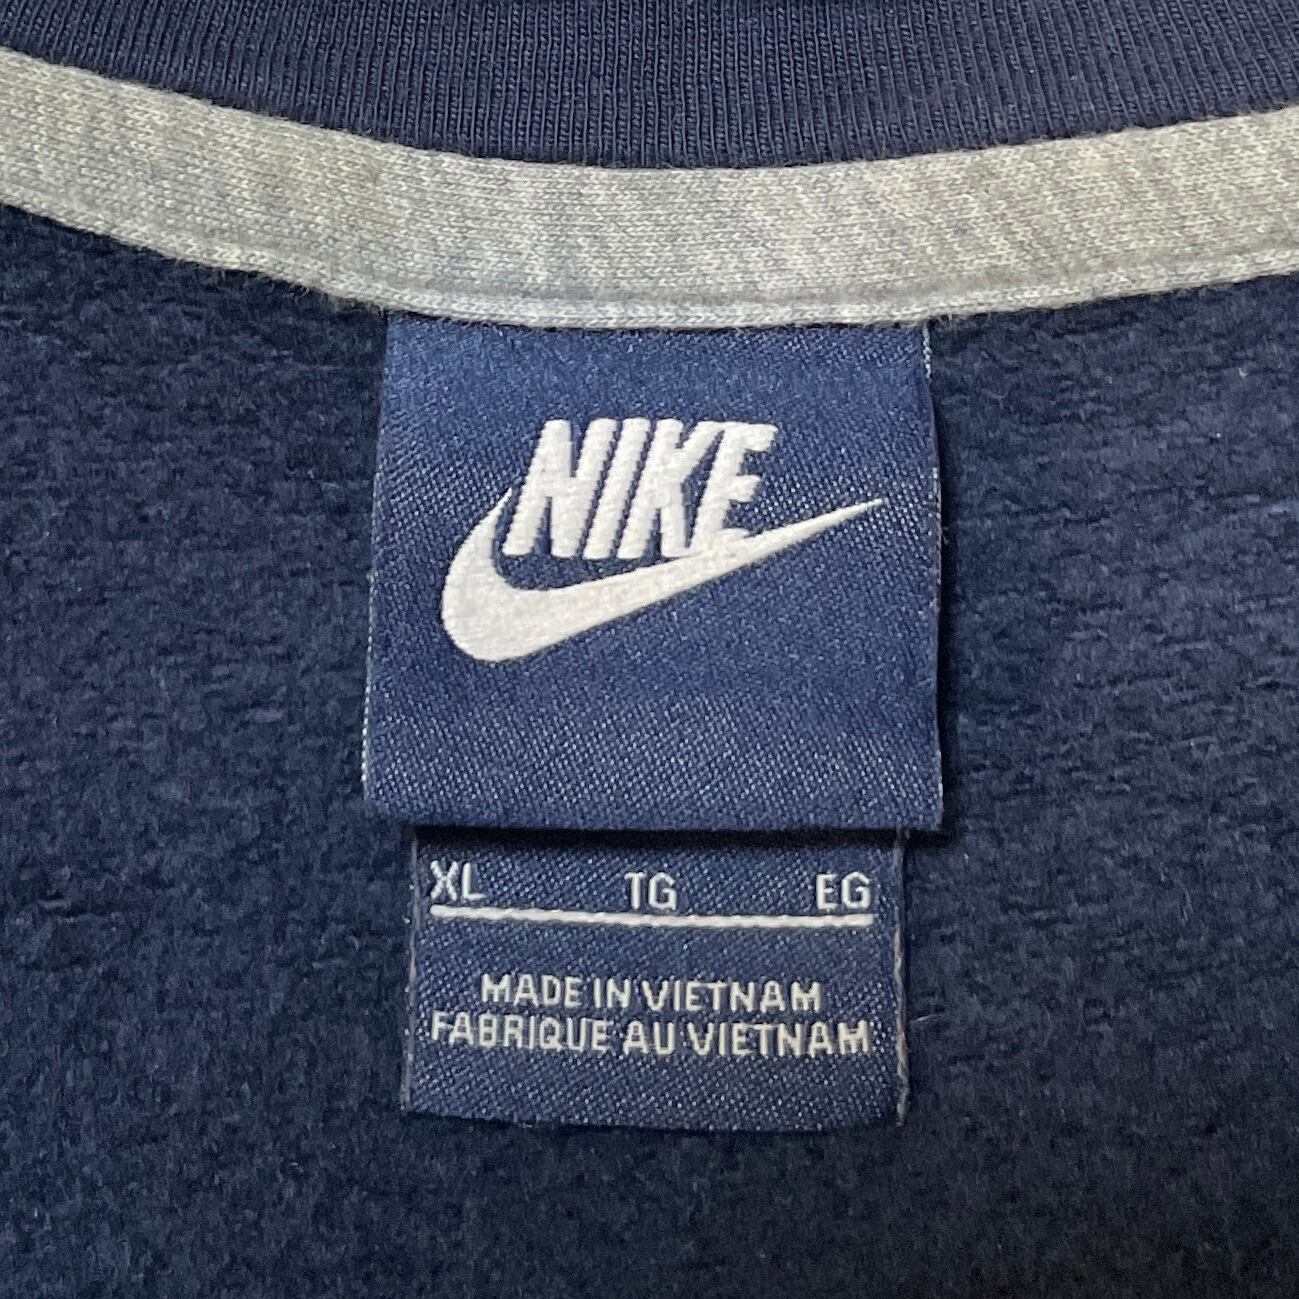 NIKE
XL TG EG
MADE IN VIETNAM
FABRIQUE AU VIETNAM